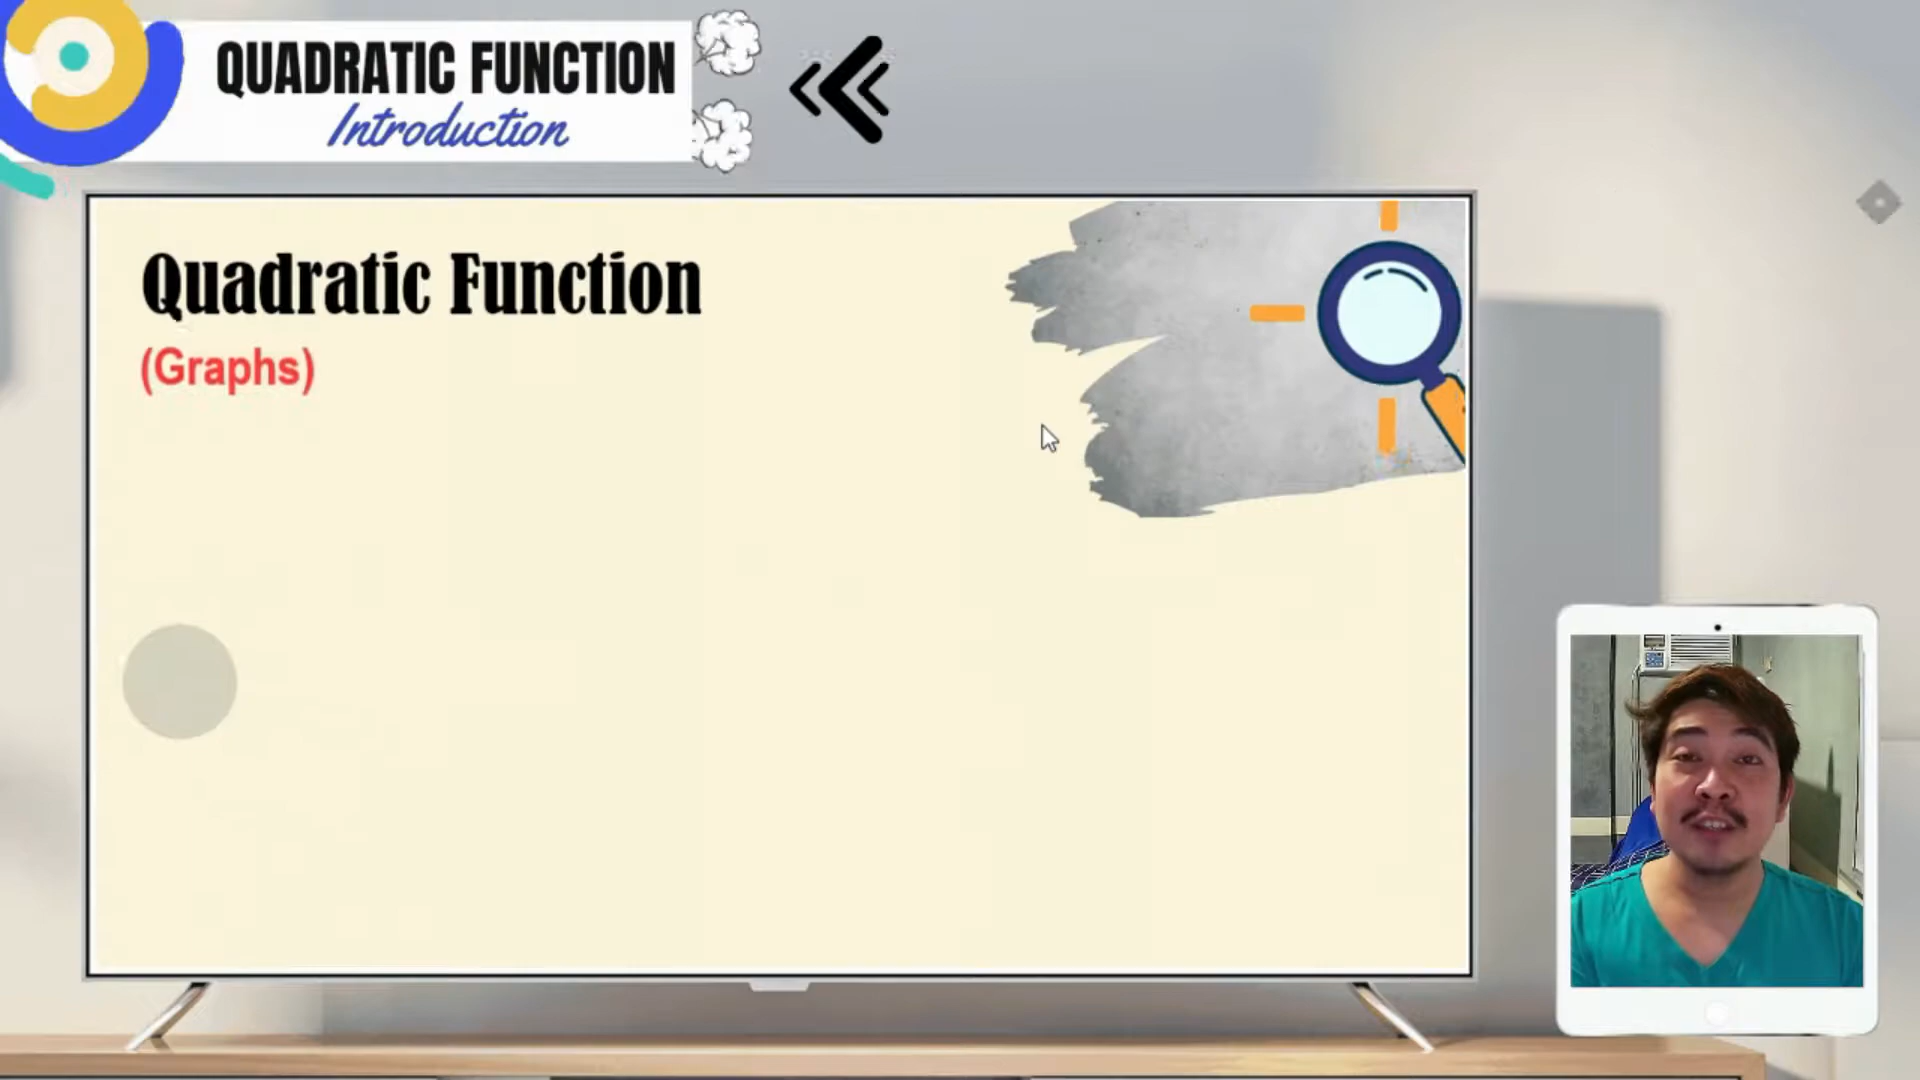 QUADRATIC FUNCTION
Introduction
Quadratic Function
(Graphs)